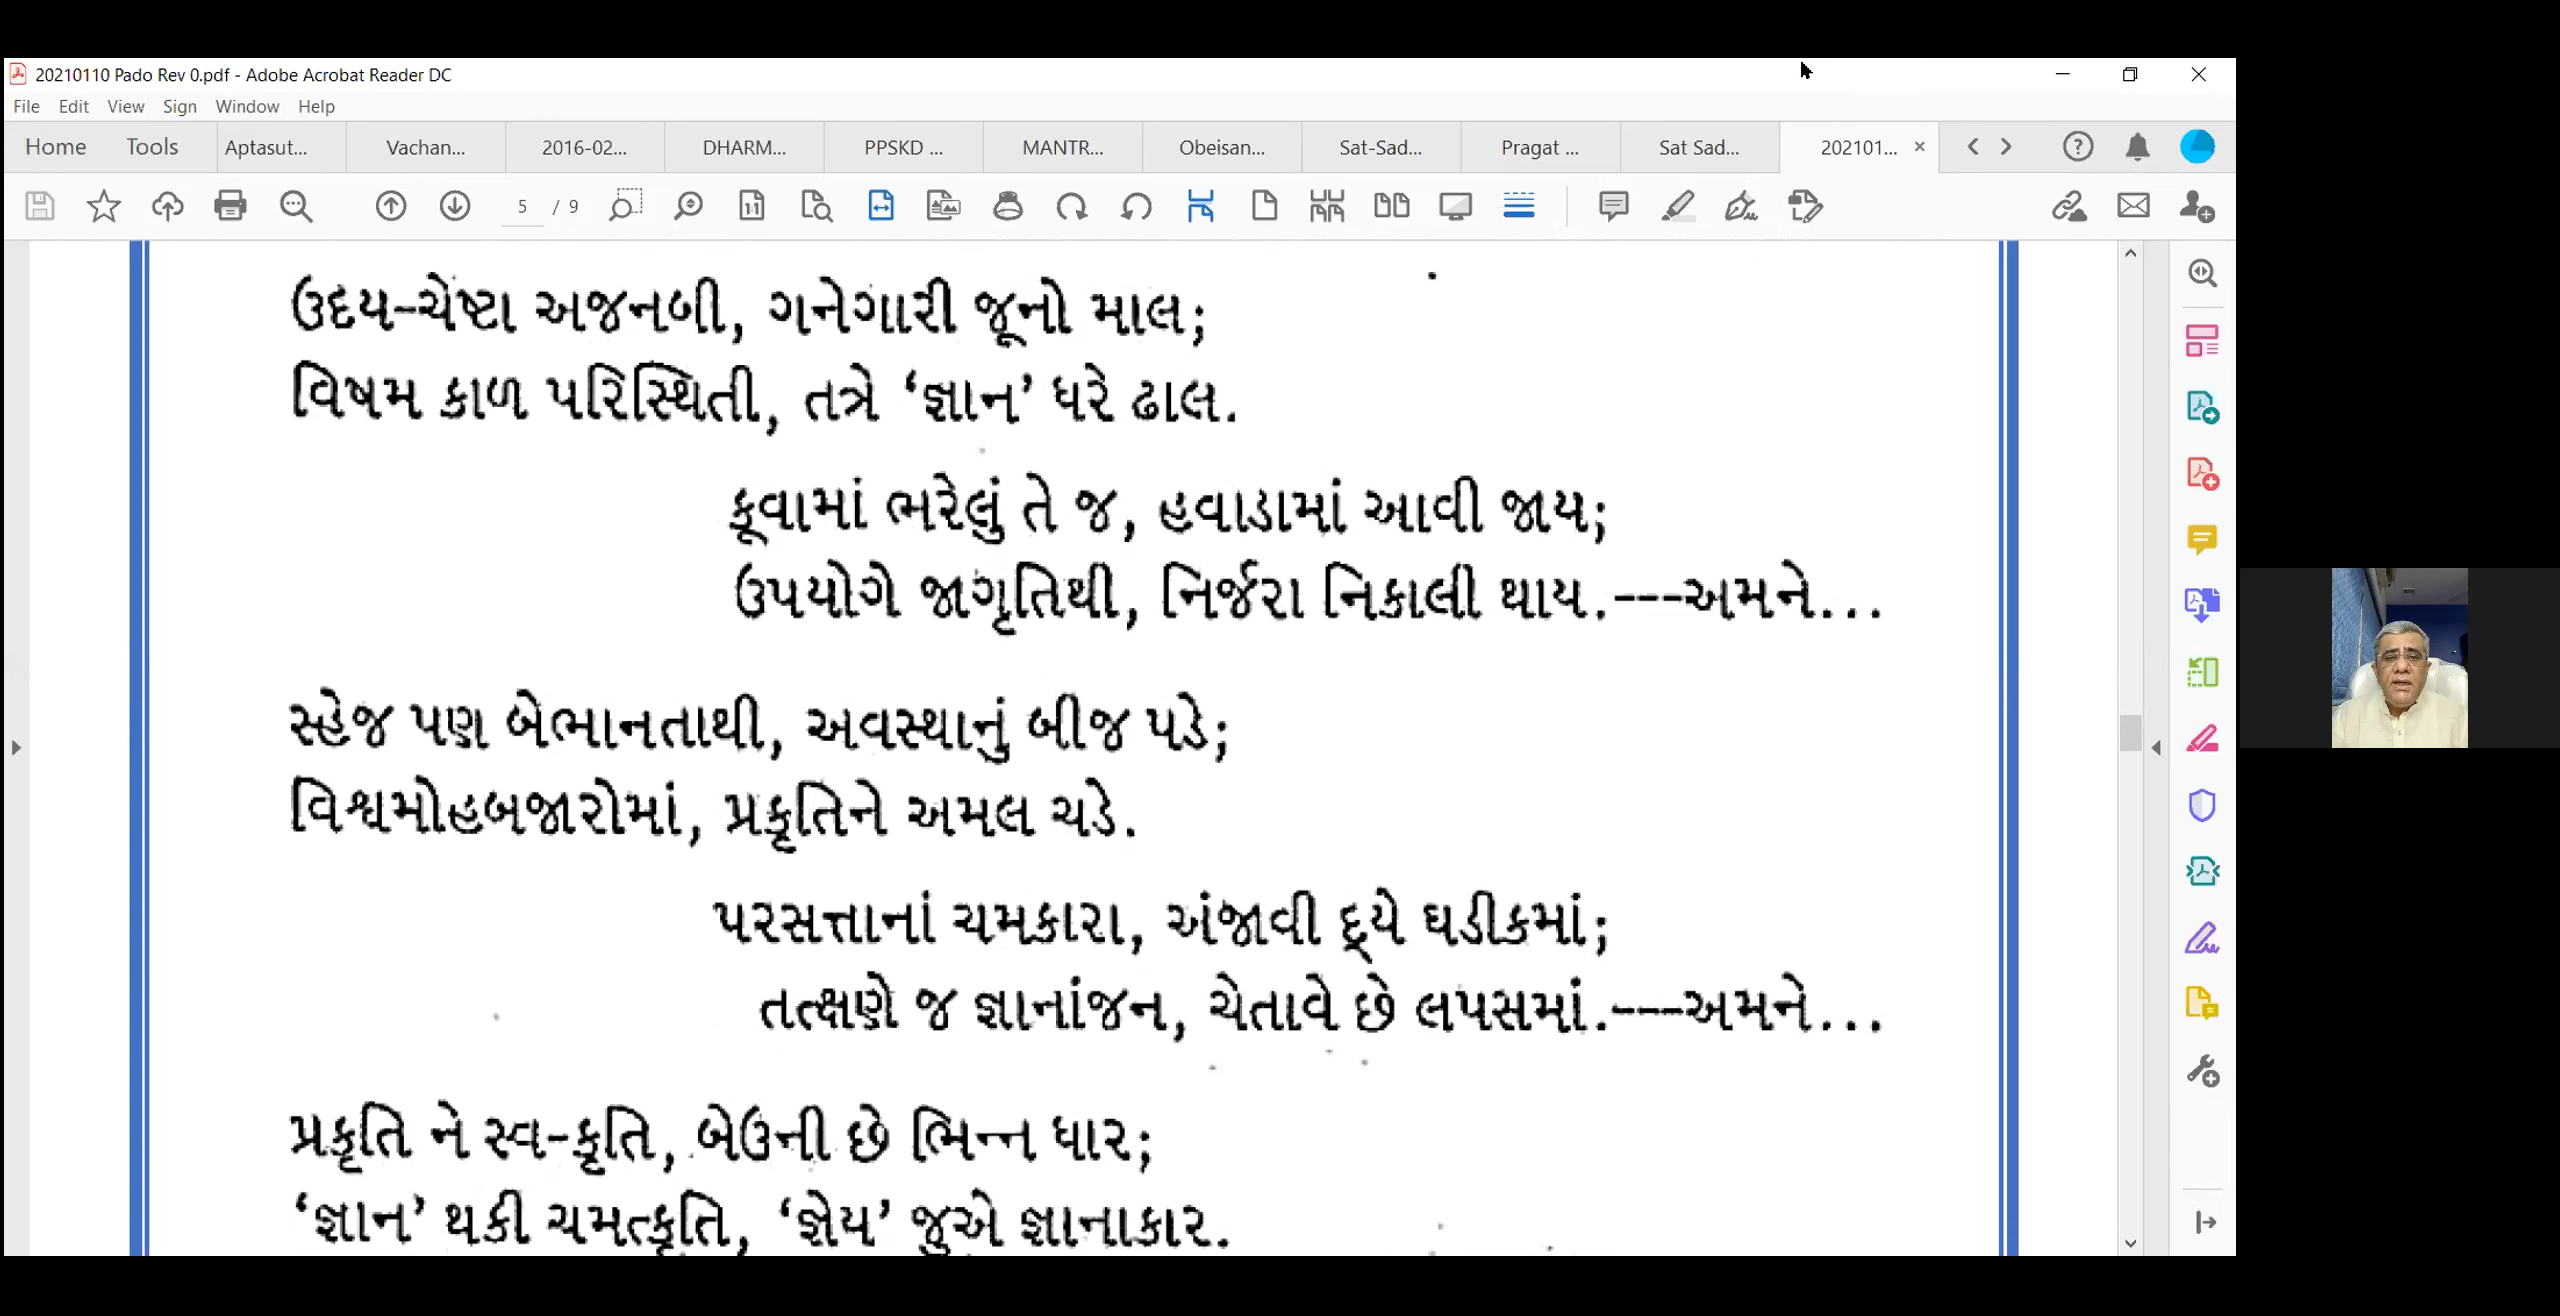 20210110 Pado Rev 0.pdf - Adobe Acrobat Reader DC
File Edit View Sign Window Help
Home Tools Aptasut... Vachan... 2016-02... DHARM... PPSKD ... MANTR... Obeisan... Sat-Sad... Pragat ... Sat Sad... 202101...
5 / 9
ઉદય-ચેષ્ટા અજનબી, ગનેગારી જૂનો માલ;
વિષમ કાળ પરિસ્થિતી, તત્રે ‘જ્ઞાન’ ધરે ઢાલ.
કૂવામાં ભરેલું તે જ, હવાડામાં આવી જાય;
ઉપયોગે જાગૃતિથી, નિર્જરા નિકાલી થાય.---અમને...
સ્હેજ પણ બેભાનતાથી, અવસ્થાનું બીજ પડે;
વિશ્વમોહબજારોમાં, પ્રકૃતિને અમલ ચડે.
પરસત્તાનાં ચમકારા, અંજાવી દ્યે ઘડીકમાં;
તત્ક્ષણે જ જ્ઞાનાંજન, ચેતાવે છે લપસમાં.---અમને...
પ્રકૃતિ ને સ્વ-કૃતિ, બેઉની છે ભિન્ન ધાર;
‘જ્ઞાન’ થકી ચમત્કૃતિ, ‘જ્ઞેય’ જુએ જ્ઞાનાકાર.